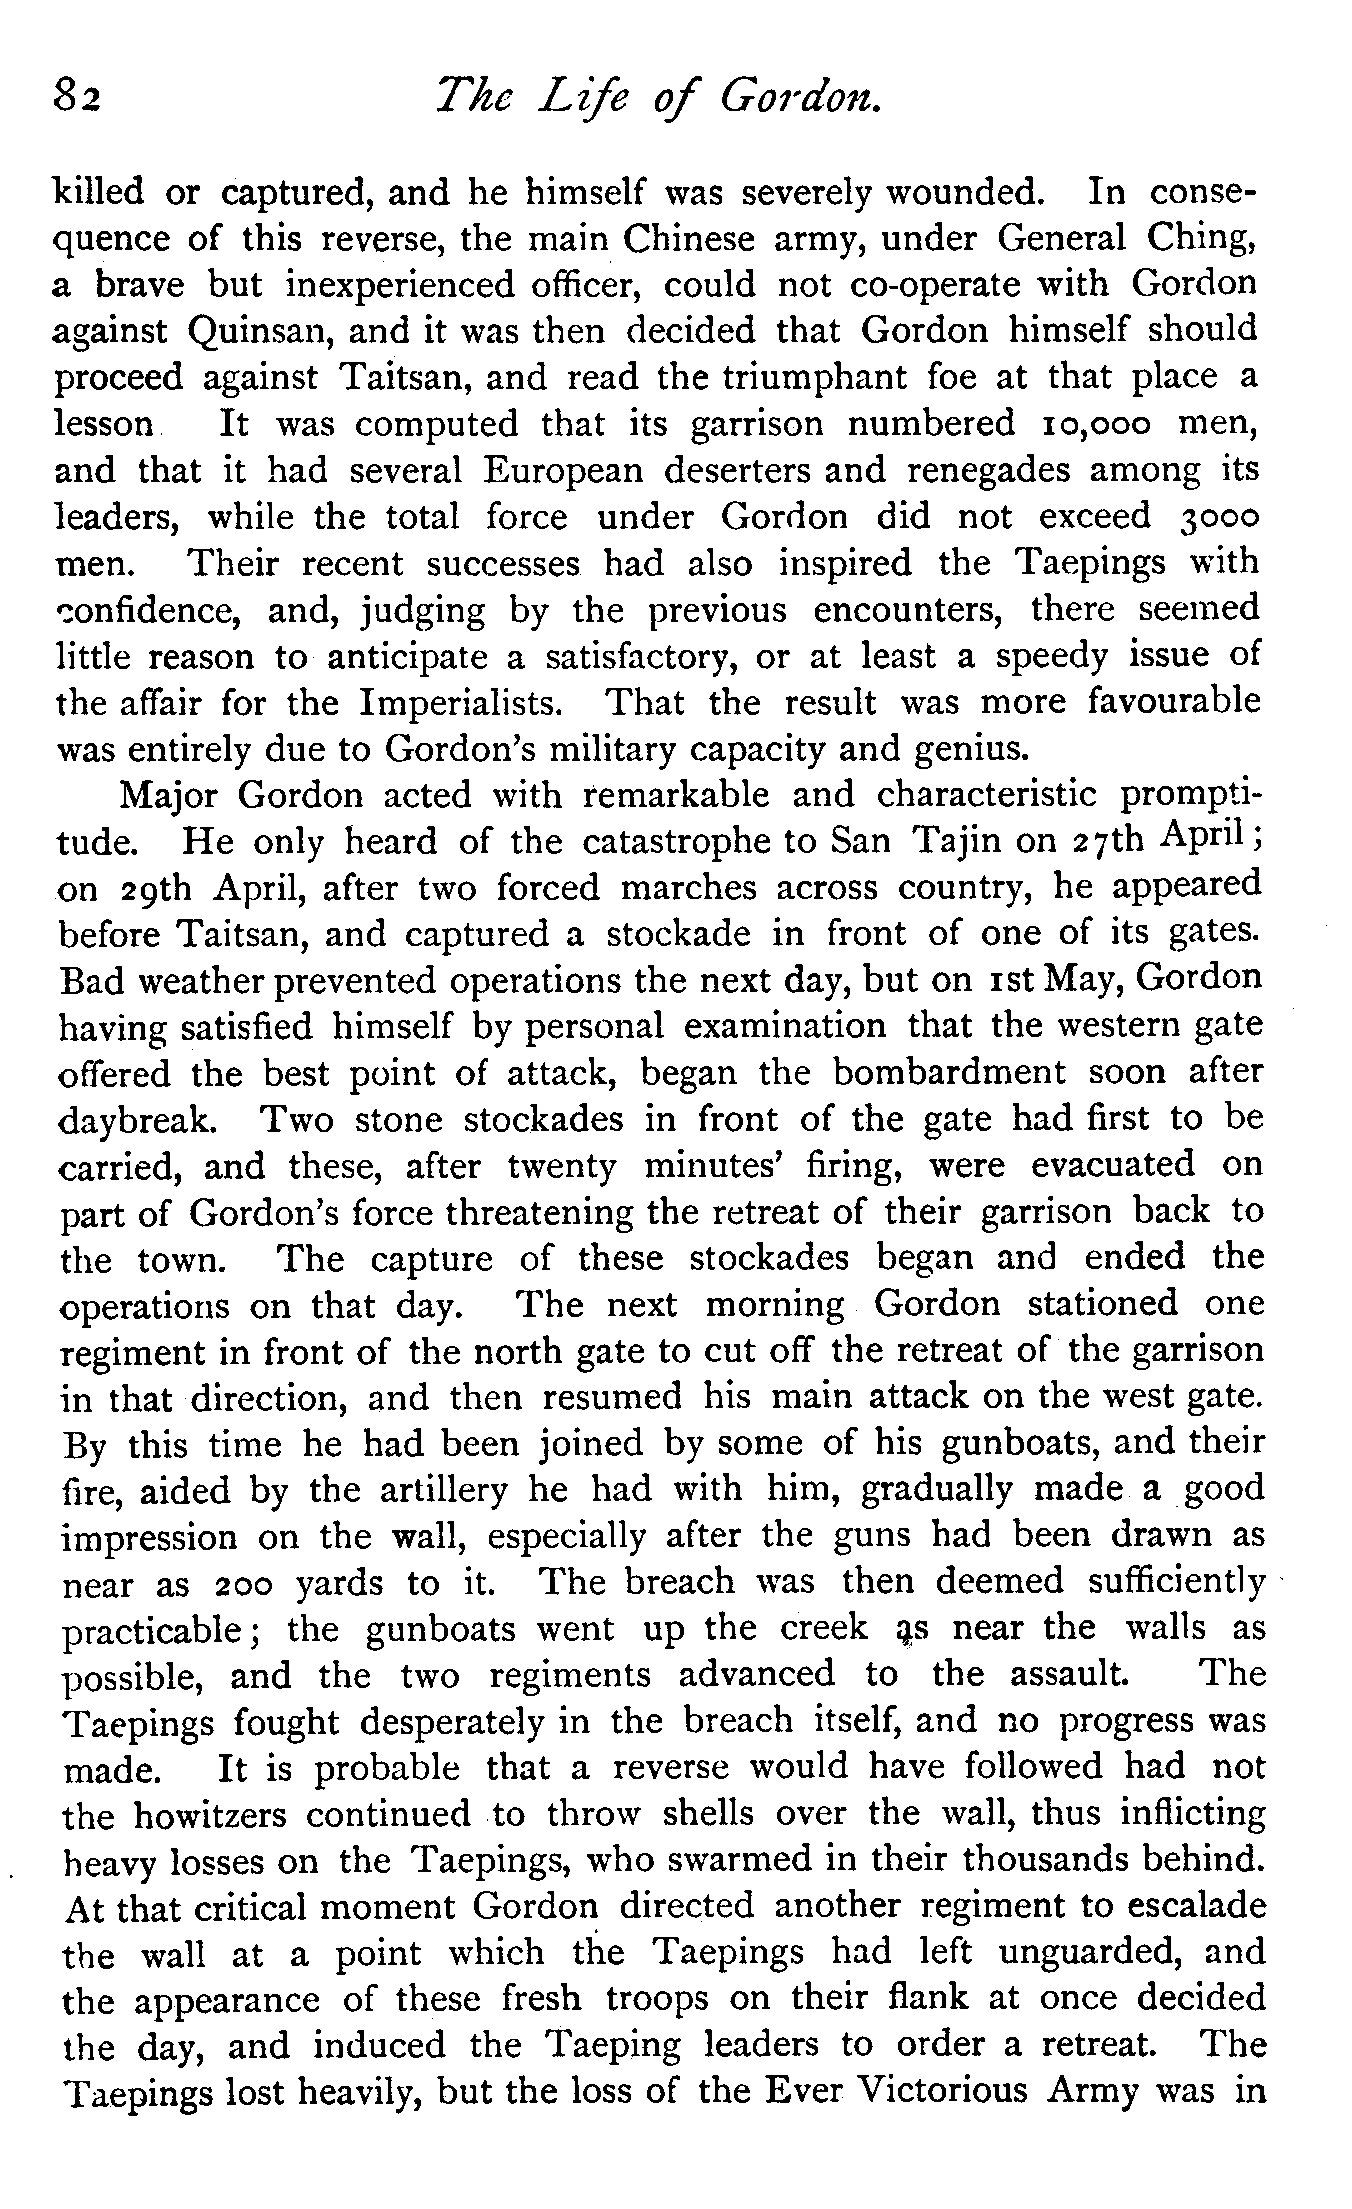 82 The Life of Gordon.
killed or captured, and he himself was severely wounded. In conse-
quence of this reverse, the main Chinese army, under General Ching,
a brave but inexperienced officer, could not co-operate with Gordon
against Quinsan, and it was then decided that Gordon himself should
proceed against Taitsan, and read the triumphant foe at that place a
lesson It was computed that its garrison numbered 10,000 men,
and that it had several European deserters and renegades among its
leaders, while the total force under Gordon did not exceed 3000
men. Their recent successes had also inspired the Taepings with
confidence, and, judging by the previous encounters, there seemed
little reason to anticipate a satisfactory, or at least a speedy issue of
the affair for the Imperialists. That the result was more favourable
was entirely due to Gordon's military capacity and genius.
Major Gordon acted with remarkable and characteristic prompti-
tude. He only heard of the catastrophe to San Tajin on 27th April;
on 29th April, after two forced marches across country, he appeared
before Taitsan, and captured a stockade in front of one of its gates.
Bad weather prevented operations the next day, but on 1st May, Gordon
having satisfied himself by personal examination that the western gate
offered the best point of attack, began the bombardment soon after
daybreak. Two stone stockades in front of the gate had first to be
carried, and these, after twenty minutes' firing, were evacuated on
part of Gordon's force threatening the retreat of their garrison back to
the town. The capture of these stockades began and ended the
operations on that day. The next morning Gordon stationed one
regiment in front of the north gate to cut off the retreat of the garrison
in that direction, and then resumed his main attack on the west gate.
By this time he had been joined by some of his gunboats, and their
fire, aided by the artillery he had with him, gradually made a good
impression on the wall, especially after the guns had been drawn as
near as 200 yards to it. The breach was then deemed sufficiently
practicable; the gunboats went up the creek as near the walls as
possible, and the two regiments advanced to the assault. The
Taepings fought desperately in the breach itself, and no progress was
made. It is probable that a reverse would have followed had not
the howitzers continued to throw shells over the wall, thus inflicting
heavy losses on the Taepings, who swarmed in their thousands behind.
At that critical moment Gordon directed another regiment to escalade
the wall at a point which the Taepings had left unguarded, and
the appearance of these fresh troops on their flank at once decided
the day, and induced the Taeping leaders to order a retreat. The
Taepings lost heavily, but the loss of the Ever Victorious Army was in